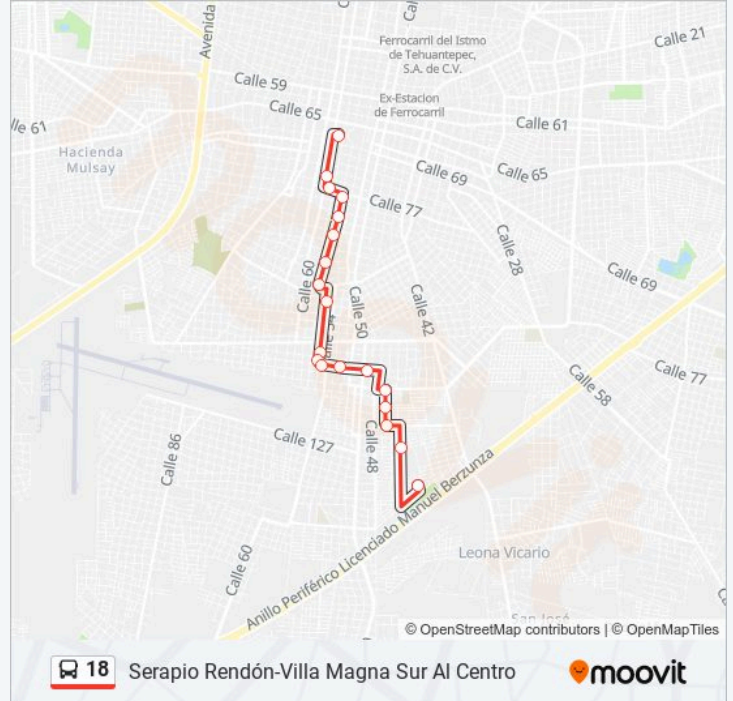 Avenida
Ferrocarril del Istmo
de Tehuantepec,
S.A. de C.V.
Calle 21
Calle 59
Calle 65
Ex-Estacion
de Ferrocarril
Calle 61
Hacienda
Mulsay
Calle 69
Calle 65
Calle 77
Calle 28
Calle 69
Calle 60
Calle 50
Calle 42
Calle 58
Calle 77
Calle 86
Calle 127
Calle 48
Calle 60
Anillo Periférico Licenciado Manuel Berzunza
Leona Vicario
San José
© OpenStreetMap contributors | © OpenMapTiles
18 Serapio Rendón-Villa Magna Sur Al Centro
moovit